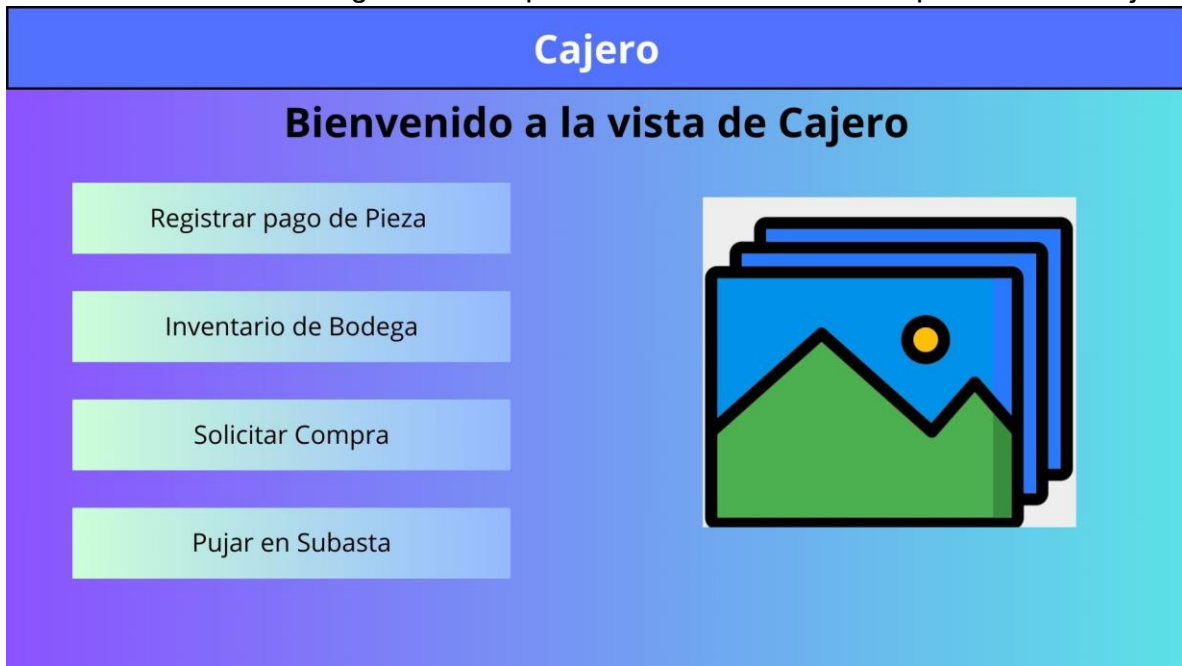 Cajero
Bienvenido a la vista de Cajero
Registrar pago de Pieza
Inventario de Bodega
Solicitar Compra
Pujar en Subasta